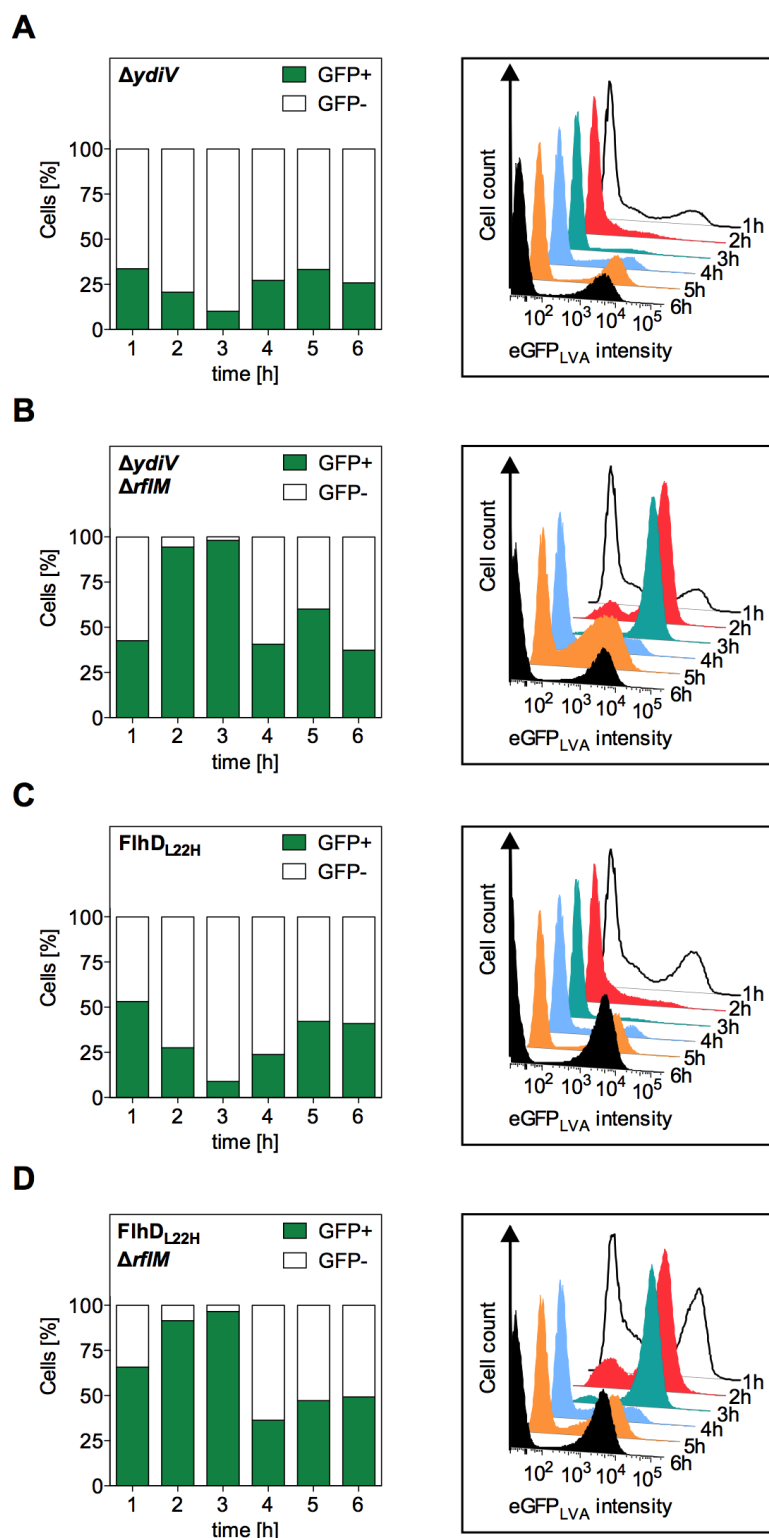 A
ΔydiV
GFP+
GFP-
Cells [%]
100
75
50
25
0
1 2 3 4 5 6
time [h]
Cell count
1h
2h
3h
4h
5h
6h
10² 10³ 10⁴ 10⁵
eGFP_LVA intensity
B
ΔydiV
ΔrflM
GFP+
GFP-
Cells [%]
100
75
50
25
0
1 2 3 4 5 6
time [h]
Cell count
1h
2h
3h
4h
5h
6h
10² 10³ 10⁴ 10⁵
eGFP_LVA intensity
C
FlhD_L22H
GFP+
GFP-
Cells [%]
100
75
50
25
0
1 2 3 4 5 6
time [h]
Cell count
1h
2h
3h
4h
5h
6h
10² 10³ 10⁴ 10⁵
eGFP_LVA intensity
D
FlhD_L22H
ΔrflM
GFP+
GFP-
Cells [%]
100
75
50
25
0
1 2 3 4 5 6
time [h]
Cell count
1h
2h
3h
4h
5h
6h
10² 10³ 10⁴ 10⁵
eGFP_LVA intensity